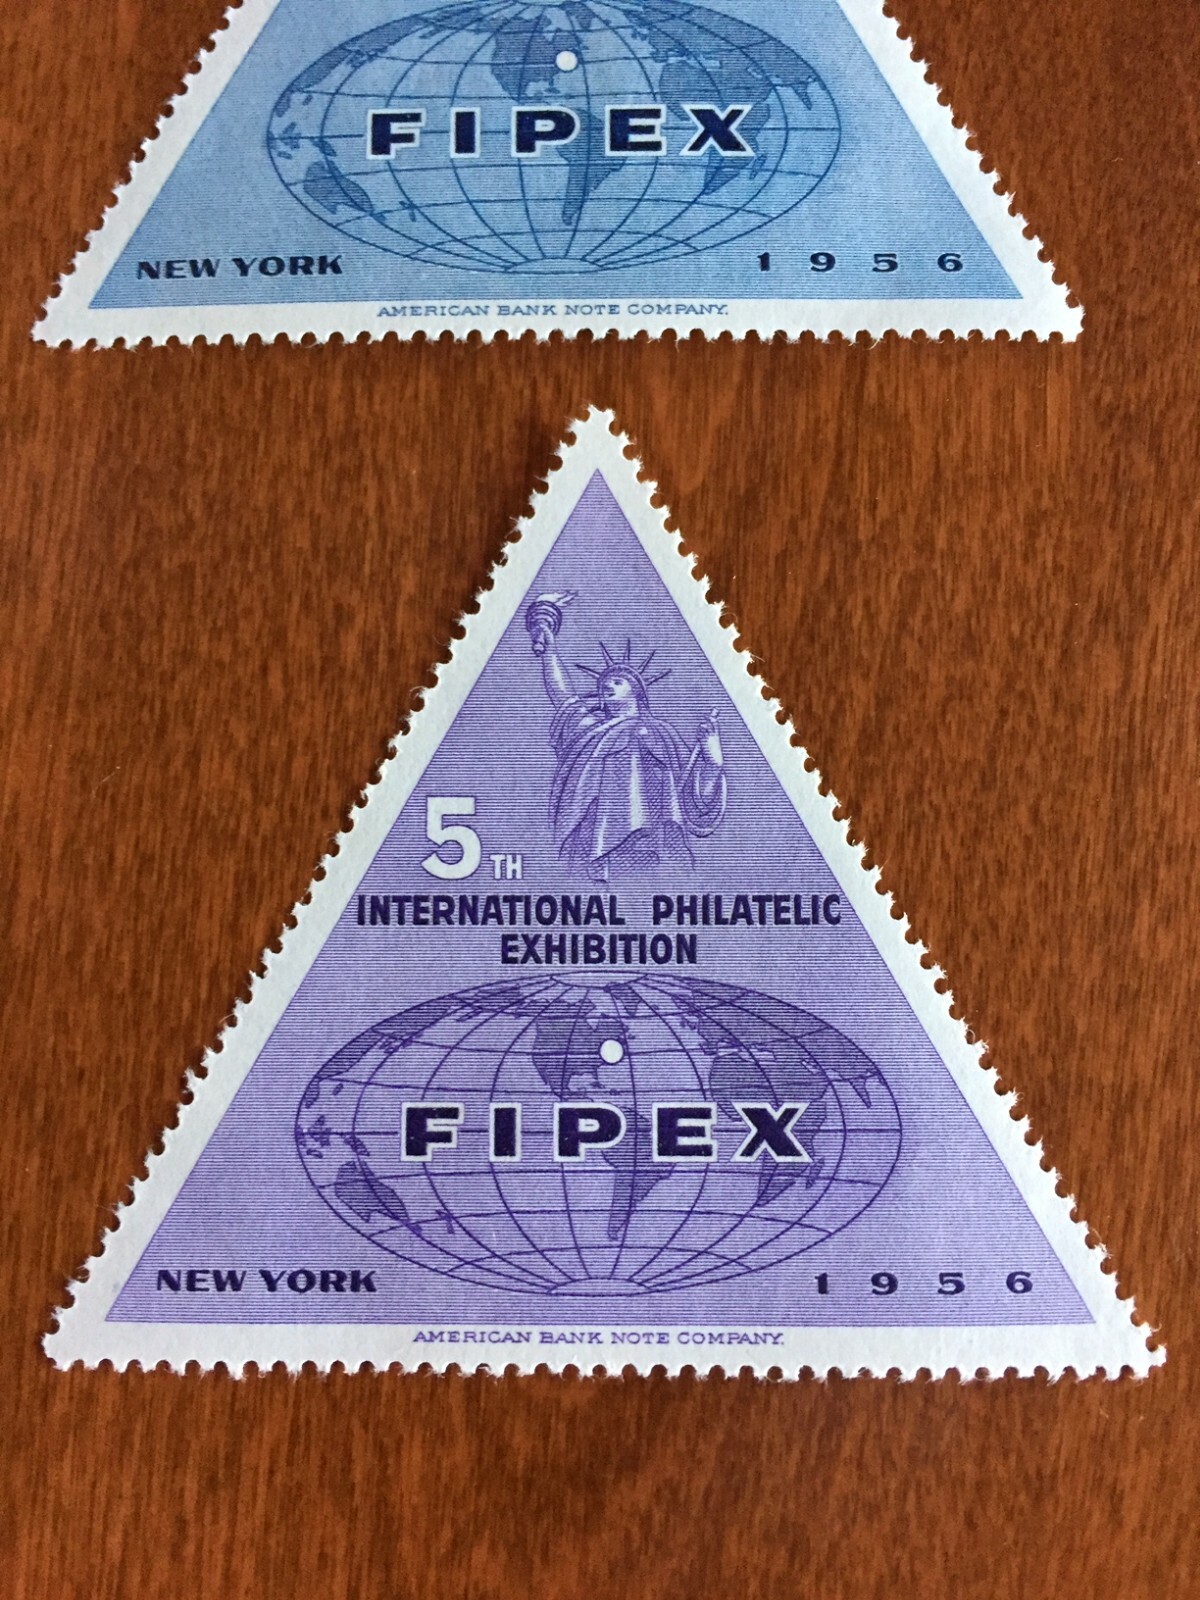 FIPEX
NEW YORK 1956
AMERICAN BANK NOTE COMPANY.
5TH
INTERNATIONAL PHILATELIC
EXHIBITION
FIPEX
NEW YORK 1956
AMERICAN BANK NOTE COMPANY.